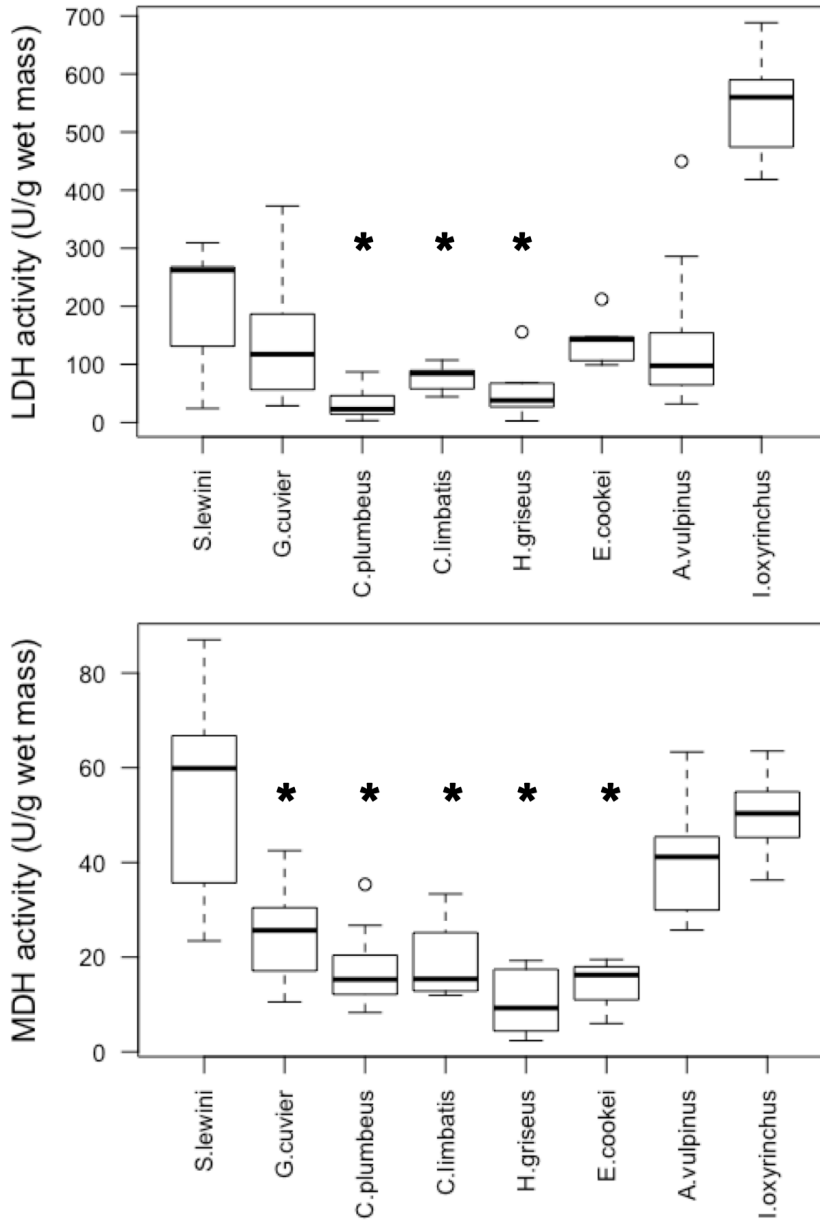 LDH activity (U/g wet mass)
700
600
500
400
300
200
100
0
* * *
S.lewini
G.cuvier
C.plumbeus
C.limbatis
H.griseus
E.cookei
A.vulpinus
I.oxyrinchus
MDH activity (U/g wet mass)
80
60
40
20
0
* * * * *
S.lewini
G.cuvier
C.plumbeus
C.limbatis
H.griseus
E.cookei
A.vulpinus
I.oxyrinchus